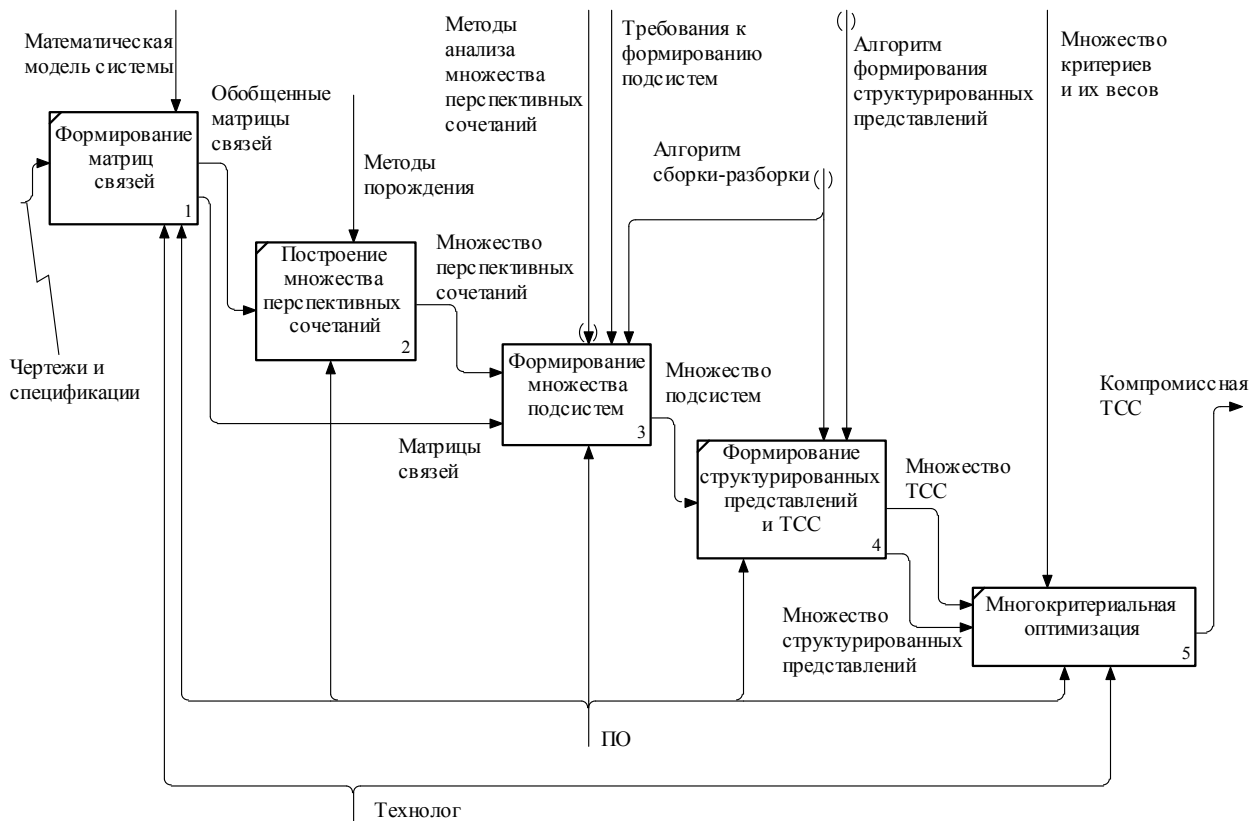 Математическая
модель системы
Обобщенные
матрицы
связей
Методы
порождения
Методы
анализа
множества
перспективных
сочетаний
Требования к
формированию
подсистем
Алгоритм
сборки-разборки
Алгоритм
формирования
структурированных
представлений
Множество
критериев
и их весов
Формирование
матриц
связей
1
Чертежи и
спецификации
Построение
множества
перспективных
сочетаний
2
Множество
перспективных
сочетаний
Формирование
множества
подсистем
3
Матрицы
связей
Множество
подсистем
Формирование
структурированных
представлений
и ТСС
4
Множество
ТСС
Множество
структурированных
представлений
Многокритериальная
оптимизация
5
Компромиссная
ТСС
ПО
Технолог